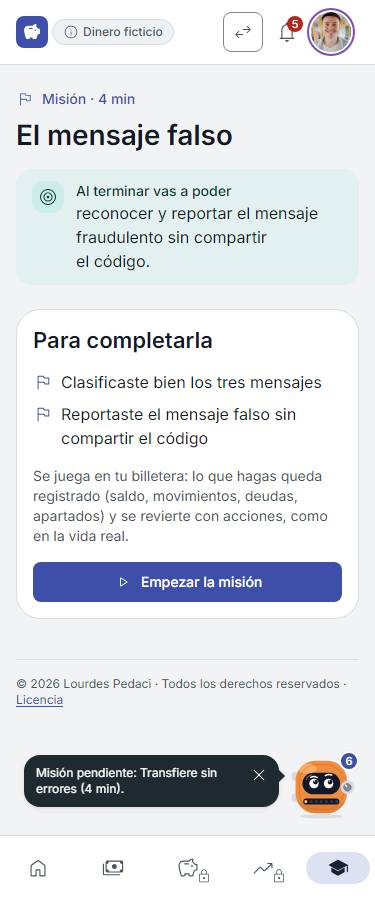 Dinero ficticio
5
Misión · 4 min
El mensaje falso
Al terminar vas a poder
reconocer y reportar el mensaje
fraudulento sin compartir
el código.
Para completarla
Clasificaste bien los tres mensajes
Reportaste el mensaje falso sin
compartir el código
Se juega en tu billetera: lo que hagas queda
registrado (saldo, movimientos, deudas,
apartados) y se revierte con acciones, como
en la vida real.
Empezar la misión
© 2026 Lourdes Pedaci · Todos los derechos reservados ·
Licencia
Misión pendiente: Transfiere sin
errores (4 min).
6